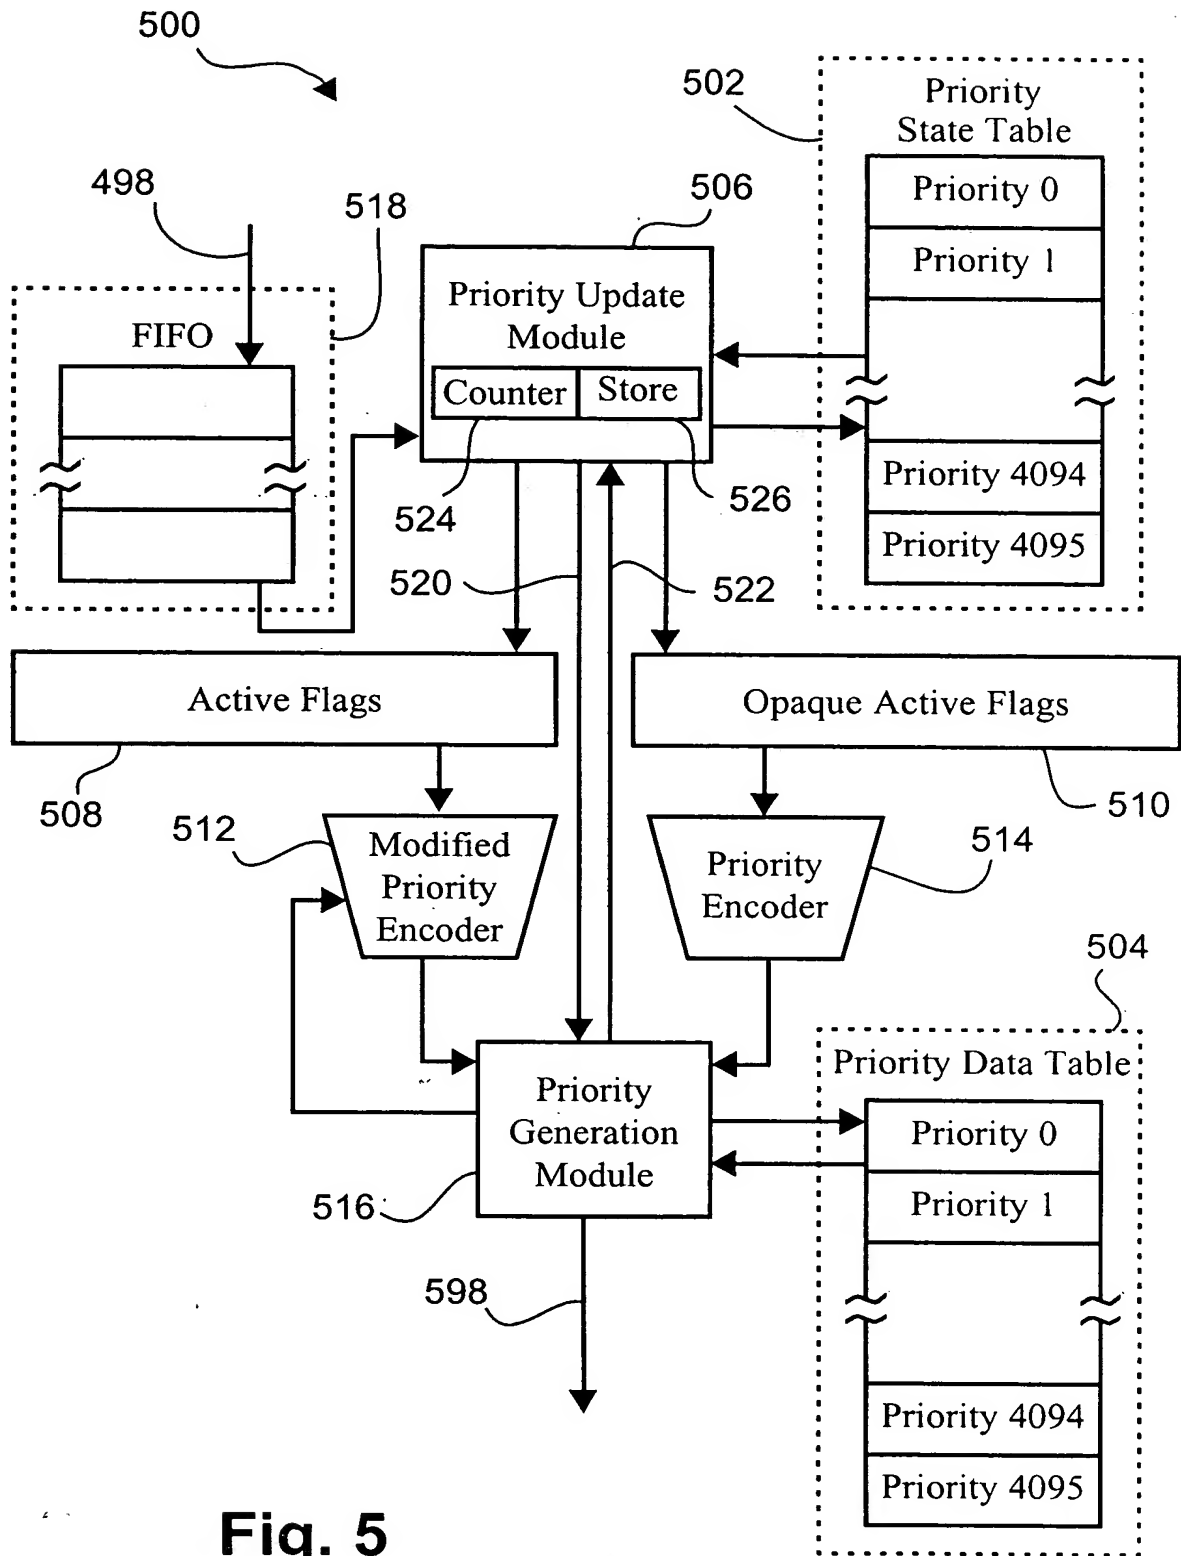 500
502
Priority
State Table
Priority 0
Priority 1
Priority 4094
Priority 4095
498
518
506
FIFO
Priority Update
Module
Counter
Store
524
526
520
522
Active Flags
Opaque Active Flags
508
510
512
Modified
Priority
Encoder
514
Priority
Encoder
504
Priority Data Table
Priority 0
Priority 1
Priority 4094
Priority 4095
Priority
Generation
Module
516
598
Fig. 5